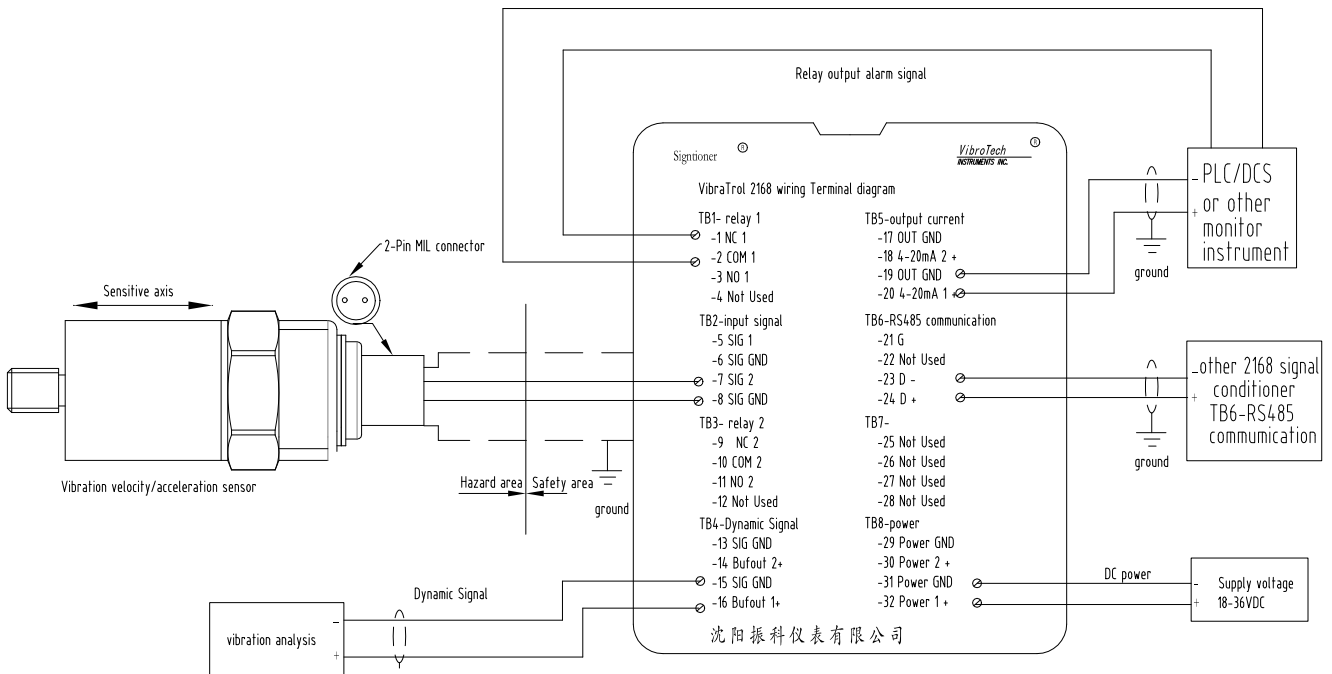 Relay output alarm signal
Signtioner ®
VibroTech ®
INSTRUMENTS INC.
VibraTrol 2168 wiring Terminal diagram
TB1- relay 1
-1 NC 1
-2 COM 1
-3 NO 1
-4 Not Used
TB2-input signal
-5 SIG 1
-6 SIG GND
-7 SIG 2
-8 SIG GND
TB3- relay 2
-9 NC 2
-10 COM 2
-11 NO 2
-12 Not Used
TB4-Dynamic Signal
-13 SIG GND
-14 Bufout 2+
-15 SIG GND
-16 Bufout 1+
TB5-output current
-17 OUT GND
-18 4-20mA 2 +
-19 OUT GND
-20 4-20mA 1 +
TB6-RS485 communication
-21 G
-22 Not Used
-23 D -
-24 D +
TB7-
-25 Not Used
-26 Not Used
-27 Not Used
-28 Not Used
TB8-power
-29 Power GND
-30 Power 2 +
-31 Power GND
-32 Power 1 +
沈阳振科仪表有限公司
2-Pin MIL connector
Sensitive axis
Vibration velocity/acceleration sensor
Hazard area
Safety area
ground
Dynamic Signal
vibration analysis
-
+
-
+
PLC/DCS
or other
monitor
instrument
ground
-
+
other 2168 signal
conditioner
TB6-RS485
commumication
ground
DC power
-
+
Supply voltage
18-36VDC